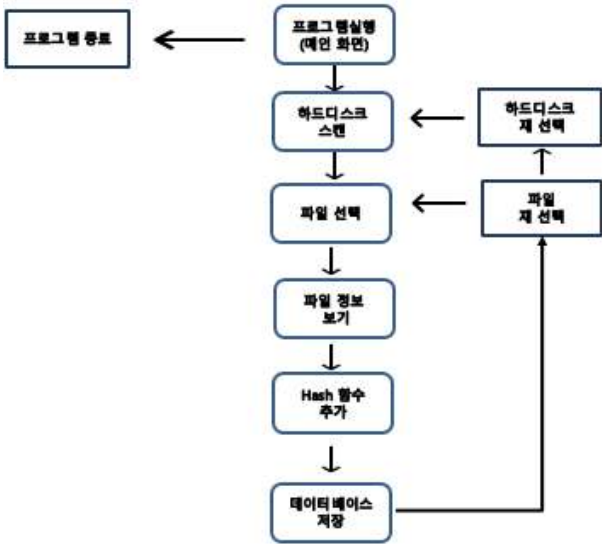 프로그램 종료
프로그램실행
(메인 화면)
하드디스크
스캔
하드디스크
재 선택
파일 선택
파일
재 선택
파일 정보
보기
Hash 함수
추가
데이터베이스
저장